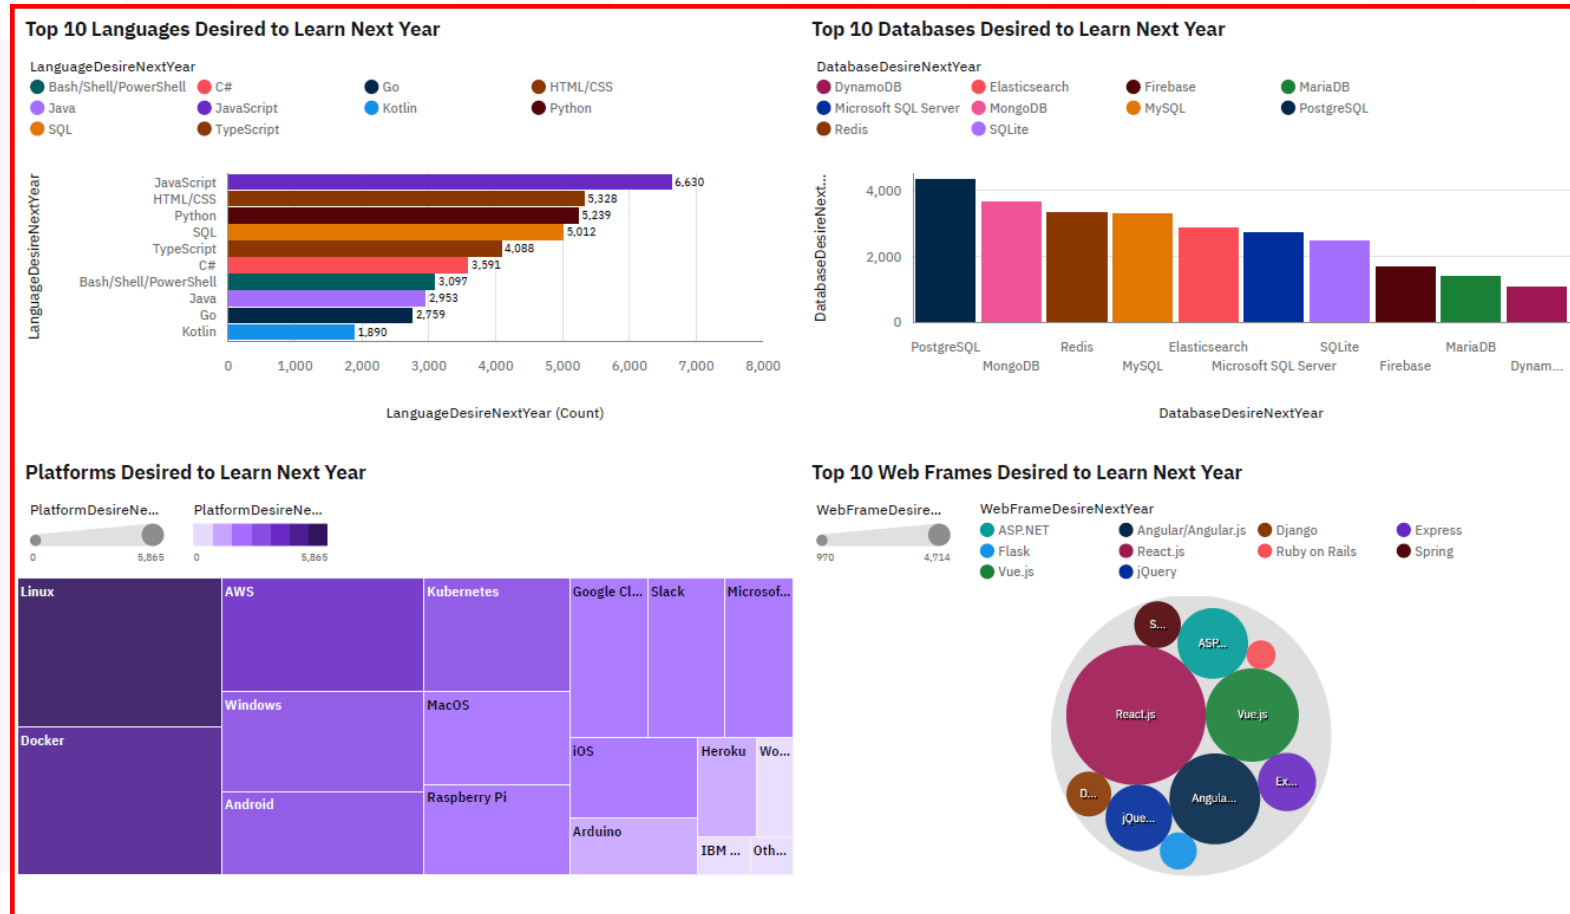 Top 10 Languages Desired to Learn Next Year
LanguageDesireNextYear
Bash/Shell/PowerShell C# Go HTML/CSS
Java JavaScript Kotlin Python
SQL TypeScript
LanguageDesireNextYear
JavaScript 6,630
HTML/CSS 5,328
Python 5,239
SQL 5,012
TypeScript 4,088
C# 3,591
Bash/Shell/PowerShell 3,097
Java 2,953
Go 2,759
Kotlin 1,890
0 1,000 2,000 3,000 4,000 5,000 6,000 7,000 8,000
LanguageDesireNextYear (Count)
Top 10 Databases Desired to Learn Next Year
DatabaseDesireNextYear
DynamoDB Elasticsearch Firebase MariaDB
Microsoft SQL Server MongoDB MySQL PostgreSQL
Redis SQLite
DatabaseDesireNext...
4,000
2,000
0
PostgreSQL Redis Elasticsearch SQLite MariaDB
MongoDB MySQL Microsoft SQL Server Firebase Dynam...
DatabaseDesireNextYear
Platforms Desired to Learn Next Year
PlatformDesireNe... PlatformDesireNe...
0 5,865 0 5,865
Linux AWS Kubernetes Google Cl... Slack Microsof...
Windows MacOS
Docker iOS Heroku Wo...
Android Raspberry Pi
Arduino IBM ... Oth...
Top 10 Web Frames Desired to Learn Next Year
WebFrameDesire... WebFrameDesireNextYear
970 4,714
ASP.NET Angular/Angular.js Django Express
Flask React.js Ruby on Rails Spring
Vue.js jQuery
S...
ASP...
React.js Vue.js
Ex...
D... Angula...
jQue...